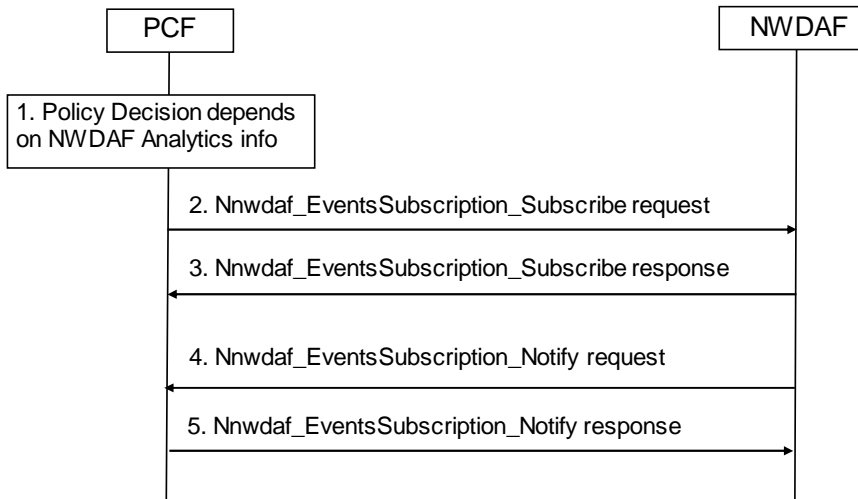 PCF
NWDAF
1. Policy Decision depends
on NWDAF Analytics info
2. Nnwdaf_EventsSubscription_Subscribe request
3. Nnwdaf_EventsSubscription_Subscribe response
4. Nnwdaf_EventsSubscription_Notify request
5. Nnwdaf_EventsSubscription_Notify response